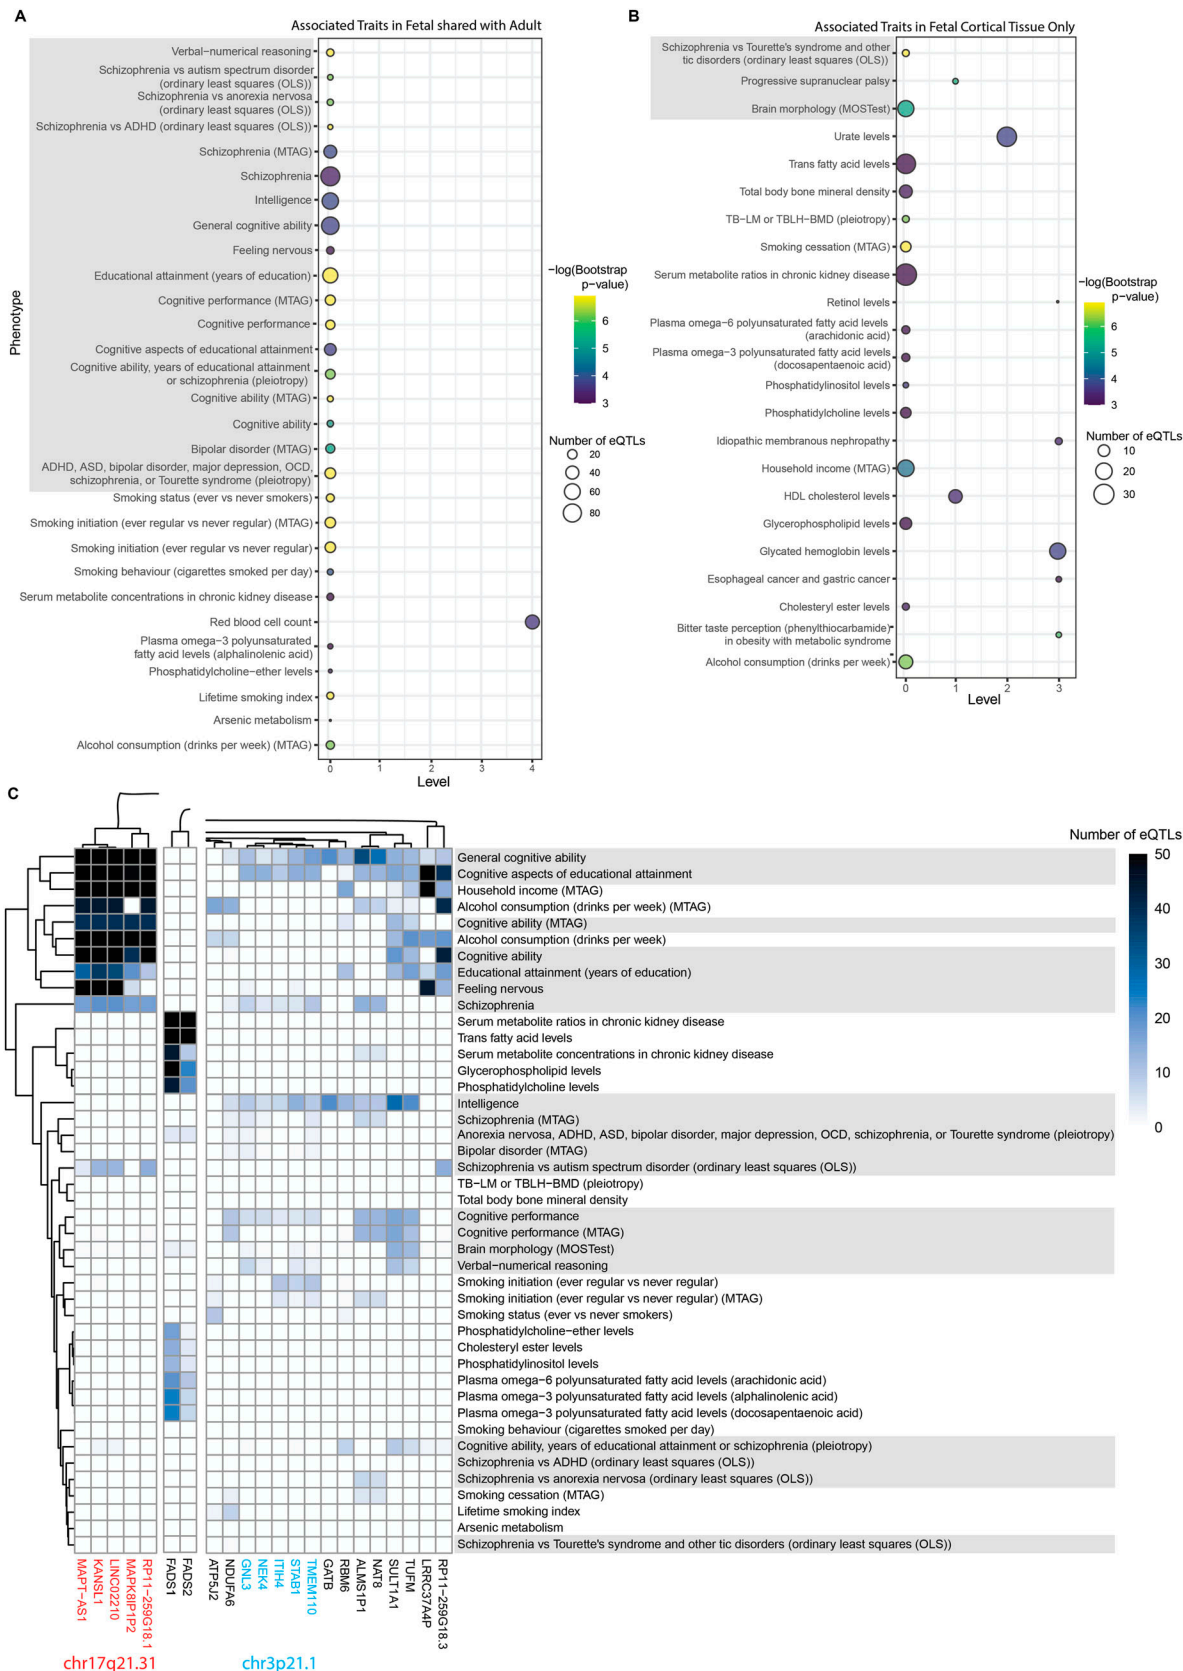 A
Associated Traits in Fetal shared with Adult
Phenotype
Verbal−numerical reasoning
Schizophrenia vs autism spectrum disorder
(ordinary least squares (OLS))
Schizophrenia vs anorexia nervosa
(ordinary least squares (OLS))
Schizophrenia vs ADHD (ordinary least squares (OLS))
Schizophrenia (MTAG)
Schizophrenia
Intelligence
General cognitive ability
Feeling nervous
Educational attainment (years of education)
Cognitive performance (MTAG)
Cognitive performance
Cognitive aspects of educational attainment
Cognitive ability, years of educational attainment
or schizophrenia (pleiotropy)
Cognitive ability (MTAG)
Cognitive ability
Bipolar disorder (MTAG)
ADHD, ASD, bipolar disorder, major depression, OCD,
schizophrenia, or Tourette syndrome (pleiotropy)
Smoking status (ever vs never smokers)
Smoking initiation (ever regular vs never regular) (MTAG)
Smoking initiation (ever regular vs never regular)
Smoking behaviour (cigarettes smoked per day)
Serum metabolite concentrations in chronic kidney disease
Red blood cell count
Plasma omega−3 polyunsaturated
fatty acid levels (alphalinolenic acid)
Phosphatidylcholine−ether levels
Lifetime smoking index
Arsenic metabolism
Alcohol consumption (drinks per week) (MTAG)
0 1 2 3 4
Level
−log(Bootstrap
p−value)
6
5
4
3
Number of eQTLs
20
40
60
80
B
Associated Traits in Fetal Cortical Tissue Only
Schizophrenia vs Tourette's syndrome and other
tic disorders (ordinary least squares (OLS))
Progressive supranuclear palsy
Brain morphology (MOSTest)
Urate levels
Trans fatty acid levels
Total body bone mineral density
TB−LM or TBLH−BMD (pleiotropy)
Smoking cessation (MTAG)
Serum metabolite ratios in chronic kidney disease
Retinol levels
Plasma omega−6 polyunsaturated fatty acid levels
(arachidonic acid)
Plasma omega−3 polyunsaturated fatty acid levels
(docosapentaenoic acid)
Phosphatidylinositol levels
Phosphatidylcholine levels
Idiopathic membranous nephropathy
Household income (MTAG)
HDL cholesterol levels
Glycerophospholipid levels
Glycated hemoglobin levels
Esophageal cancer and gastric cancer
Cholesteryl ester levels
Bitter taste perception (phenylthiocarbamide)
in obesity with metabolic syndrome
Alcohol consumption (drinks per week)
0 1 2 3
Level
−log(Bootstrap
p−value)
6
5
4
3
Number of eQTLs
10
20
30
C
General cognitive ability
Cognitive aspects of educational attainment
Household income (MTAG)
Alcohol consumption (drinks per week) (MTAG)
Cognitive ability (MTAG)
Alcohol consumption (drinks per week)
Cognitive ability
Educational attainment (years of education)
Feeling nervous
Schizophrenia
Serum metabolite ratios in chronic kidney disease
Trans fatty acid levels
Serum metabolite concentrations in chronic kidney disease
Glycerophospholipid levels
Phosphatidylcholine levels
Intelligence
Schizophrenia (MTAG)
Anorexia nervosa, ADHD, ASD, bipolar disorder, major depression, OCD, schizophrenia, or Tourette syndrome (pleiotropy)
Bipolar disorder (MTAG)
Schizophrenia vs autism spectrum disorder (ordinary least squares (OLS))
TB−LM or TBLH−BMD (pleiotropy)
Total body bone mineral density
Cognitive performance
Cognitive performance (MTAG)
Brain morphology (MOSTest)
Verbal−numerical reasoning
Smoking initiation (ever regular vs never regular)
Smoking initiation (ever regular vs never regular) (MTAG)
Smoking status (ever vs never smokers)
Phosphatidylcholine−ether levels
Cholesteryl ester levels
Phosphatidylinositol levels
Plasma omega−6 polyunsaturated fatty acid levels (arachidonic acid)
Plasma omega−3 polyunsaturated fatty acid levels (alphalinolenic acid)
Plasma omega−3 polyunsaturated fatty acid levels (docosapentaenoic acid)
Smoking behaviour (cigarettes smoked per day)
Cognitive ability, years of educational attainment or schizophrenia (pleiotropy)
Schizophrenia vs ADHD (ordinary least squares (OLS))
Schizophrenia vs anorexia nervosa (ordinary least squares (OLS))
Smoking cessation (MTAG)
Lifetime smoking index
Arsenic metabolism
Schizophrenia vs Tourette's syndrome and other tic disorders (ordinary least squares (OLS))
Number of eQTLs
50
40
30
20
10
0
MAPT−AS1
KANSL1
LINC02210
MAPK8IP1P2
RP11−259G18.1
FADS1
FADS2
ATP5J2
NDUFA6
GNL3
NEK4
ITIH4
STAB1
TMEM110
GATB
RBM6
ALMS1P1
NAT8
SULT1A1
TUFM
LRRC37A4P
RP11−259G18.3
chr17q21.31
chr3p21.1